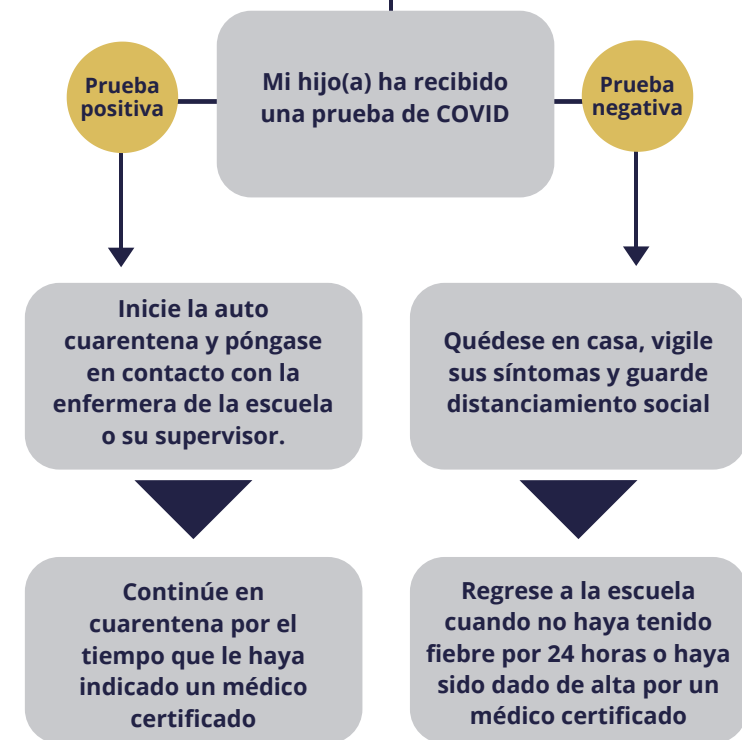 Mi hijo(a) ha recibido
una prueba de COVID
Prueba
positiva
Prueba
negativa
Inicie la auto
cuarentena y póngase
en contacto con la
enfermera de la escuela
o su supervisor.
Quédese en casa, vigile
sus síntomas y guarde
distanciamiento social
Continúe en
cuarentena por el
tiempo que le haya
indicado un médico
certificado
Regrese a la escuela
cuando no haya tenido
fiebre por 24 horas o haya
sido dado de alta por un
médico certificado